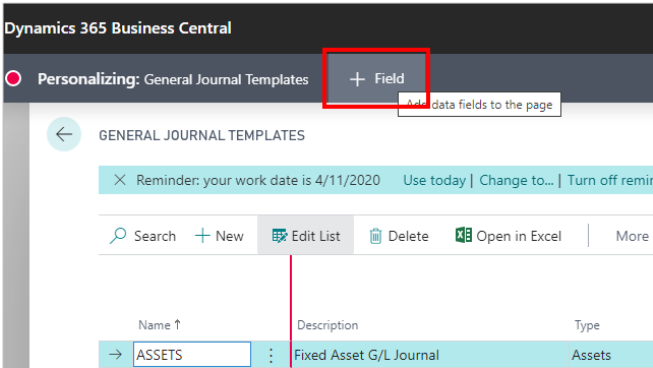 Dynamics 365 Business Central
Personalizing: General Journal Templates + Field
Add data fields to the page
GENERAL JOURNAL TEMPLATES
Reminder: your work date is 4/11/2020 Use today | Change to... | Turn off
Search + New Edit List Delete Open in Excel More
Name ↑ Description Type
→ ASSETS Fixed Asset G/L Journal Assets